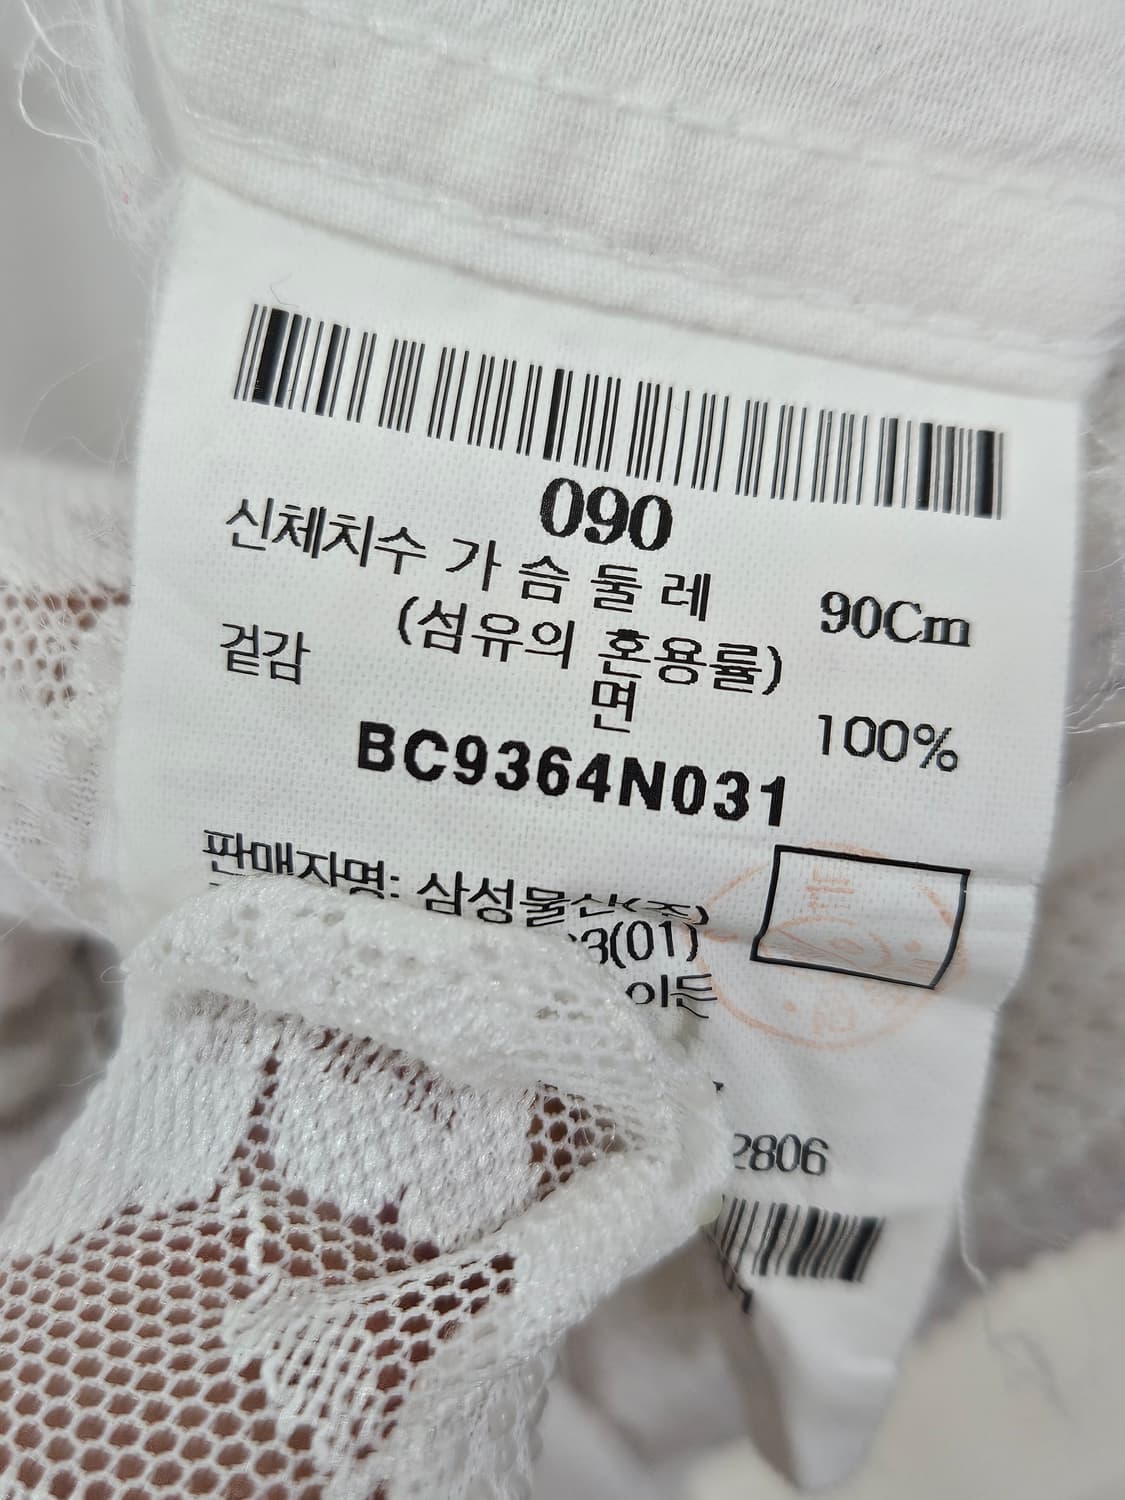 090
신체치수 가슴둘레 90Cm
(섬유의 혼용률)
겉감 면 100%
BC9364N031
판매자명: 삼성물산(주)
3(01)
이든
2806